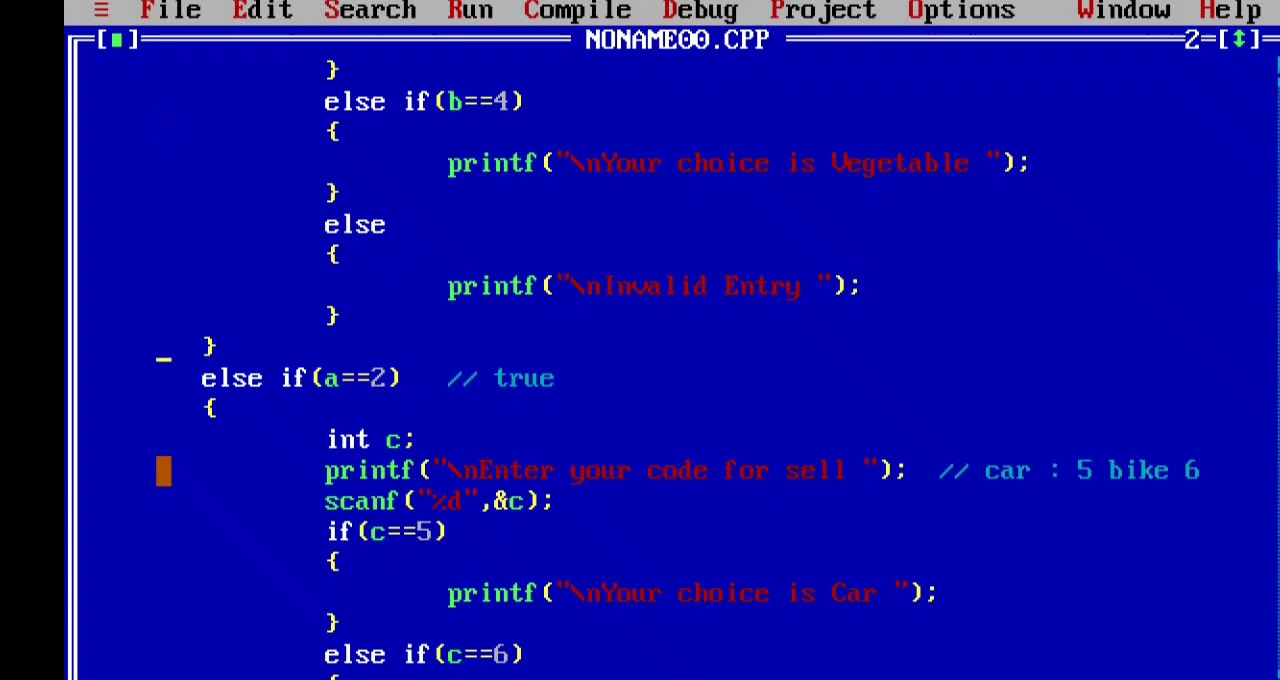 ≡ File Edit Search Run Compile Debug Project Options Window Help
[■] NONAME00.CPP 2=[↕]
}
else if(b==4)
{
printf("\nYour choice is Vegetable ");
}
else
{
printf("\nInvalid Entry ");
}
}
else if(a==2) // true
{
int c;
printf("\nEnter your code for sell "); // car : 5 bike 6
scanf("%d",&c);
if(c==5)
{
printf("\nYour choice is Car ");
}
else if(c==6)
{